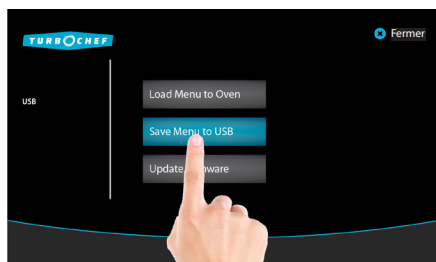 TURBOCHEF
Fermer
USB
Load Menu to Oven
Save Menu to USB
Update